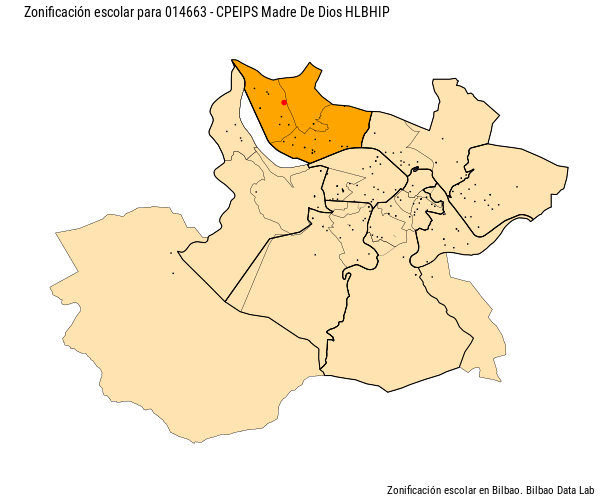 Zonificación escolar para 014663 - CPEIPS Madre De Dios HLBHIP
Zonificación escolar en Bilbao. Bilbao Data Lab